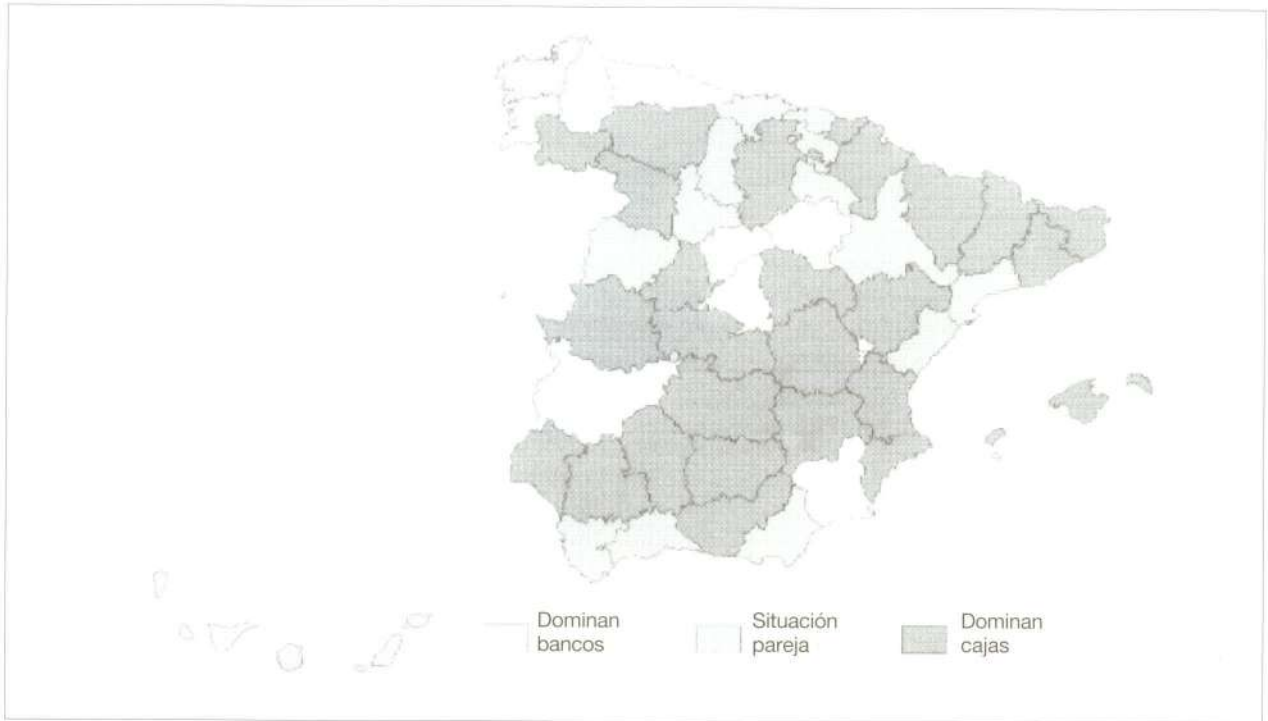 Dominan
bancos
Situación
pareja
Dominan
cajas